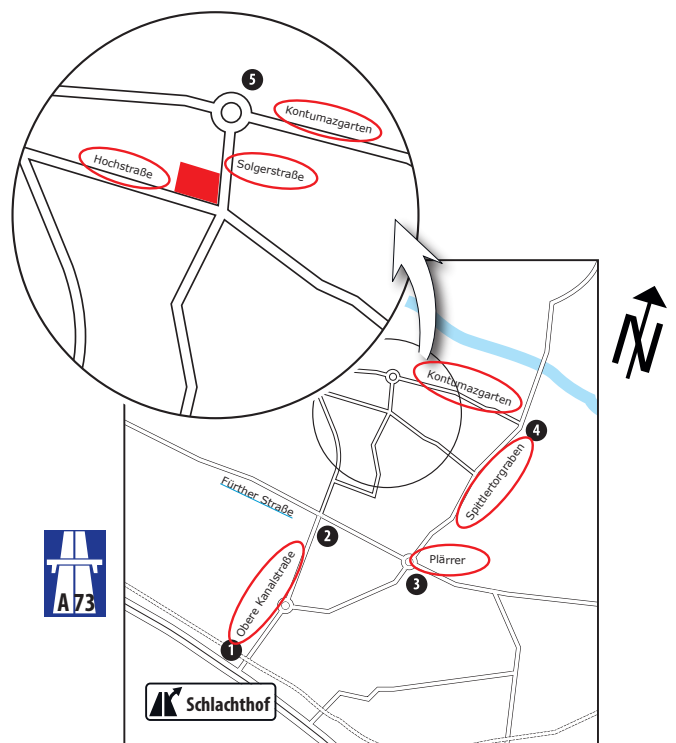 5
Kontumazgarten
Hochstraße
Solgerstraße
N
Kontumazgarten
4
Spittlertorgraben
Fürther Straße
2
Plärrer
3
Obere Kanalstraße
1
A 73
Schlachthof